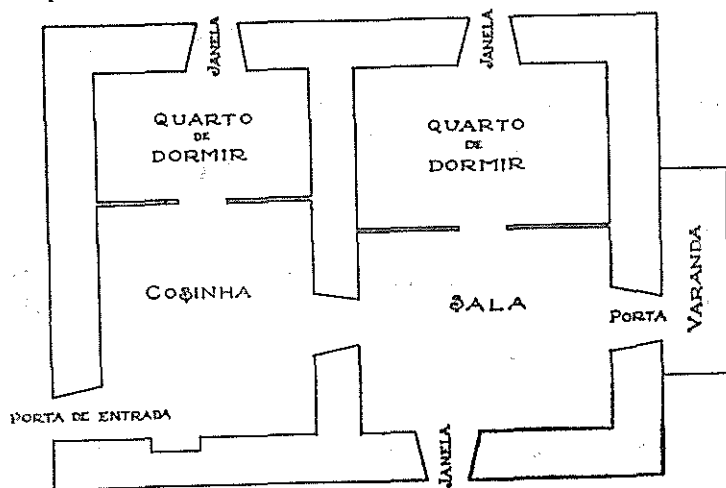 JANELA
JANELA
QUARTO
DE
DORMIR
QUARTO
DE
DORMIR
COSINHA
SALA
PORTA
VARANDA
PORTA DE ENTRADA
JANELA